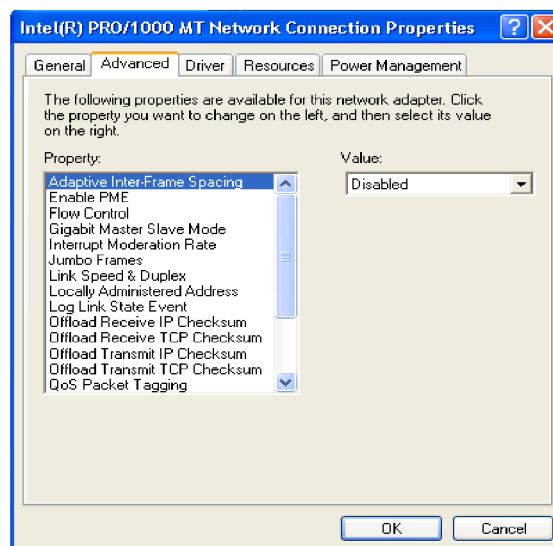 Intel(R) PRO/1000 MT Network Connection Properties
General Advanced Driver Resources Power Management
The following properties are available for this network adapter. Click
the property you want to change on the left, and then select its value
on the right.
Property:
Adaptive Inter-Frame Spacing
Enable PME
Flow Control
Gigabit Master Slave Mode
Interrupt Moderation Rate
Jumbo Frames
Link Speed & Duplex
Locally Administered Address
Log Link State Event
Offload Receive IP Checksum
Offload Receive TCP Checksum
Offload Transmit IP Checksum
Offload Transmit TCP Checksum
QoS Packet Tagging
Value:
Disabled
OK Cancel